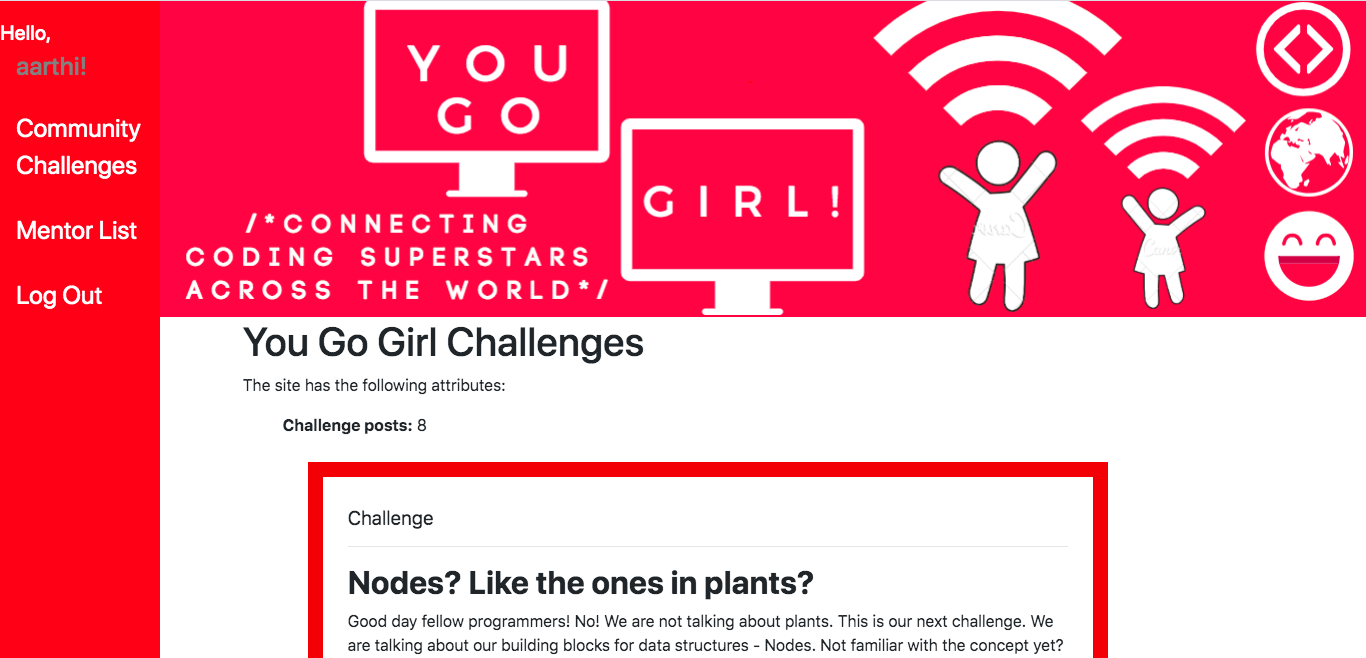 Hello,
aarthi!
Community
Challenges
Mentor List
Log Out
YOU
GO
GIRL!
/*CONNECTING
CODING SUPERSTARS
ACROSS THE WORLD*/
You Go Girl Challenges
The site has the following attributes:
Challenge posts: 8
Challenge
Nodes? Like the ones in plants?
Good day fellow programmers! No! We are not talking about plants. This is our next challenge. We
are talking about our building blocks for data structures - Nodes. Not familiar with the concept yet?